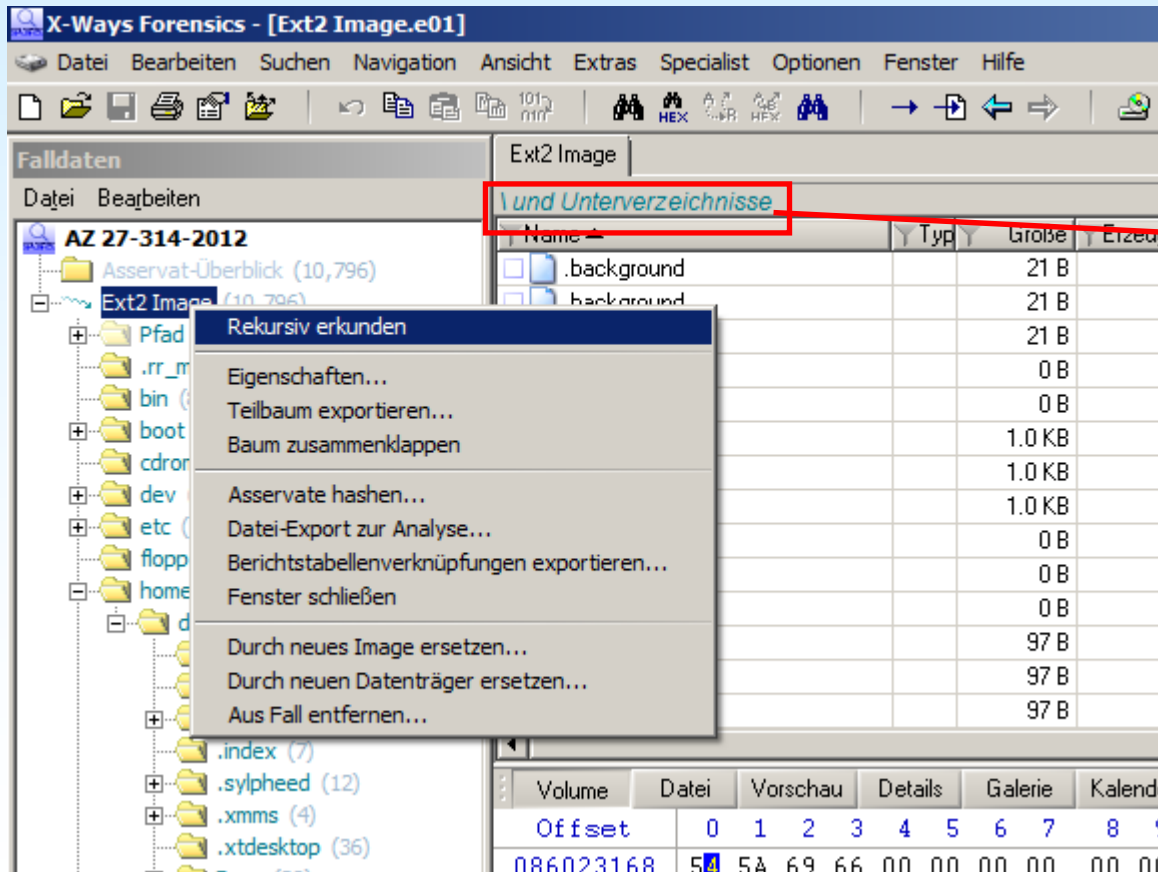 X-Ways Forensics - [Ext2 Image.e01]
Datei Bearbeiten Suchen Navigation Ansicht Extras Specialist Optionen Fenster Hilfe
HEX HEX
Falldaten
Datei Bearbeiten
AZ 27-314-2012
Asservat-Überblick (10,796)
Ext2 Image (10,796)
Pfad
.rr_m
bin
boot
cdrom
dev
etc
flopp
home
d
.index (7)
.sylpheed (12)
.xmms (4)
.xtdesktop (36)
Rekursiv erkunden
Eigenschaften...
Teilbaum exportieren...
Baum zusammenklappen
Asservate hashen...
Datei-Export zur Analyse...
Berichtstabellenverknüpfungen exportieren...
Fenster schließen
Durch neues Image ersetzen...
Durch neuen Datenträger ersetzen...
Aus Fall entfernen...
Ext2 Image
\ und Unterverzeichnisse
Name Typ Größe Erzeu
.background 21 B
.background 21 B
21 B
0 B
0 B
1.0 KB
1.0 KB
1.0 KB
0 B
0 B
0 B
97 B
97 B
97 B
Volume Datei Vorschau Details Galerie Kalende
Offset 0 1 2 3 4 5 6 7 8
086023168 54 5A 69 66 00 00 00 00 00